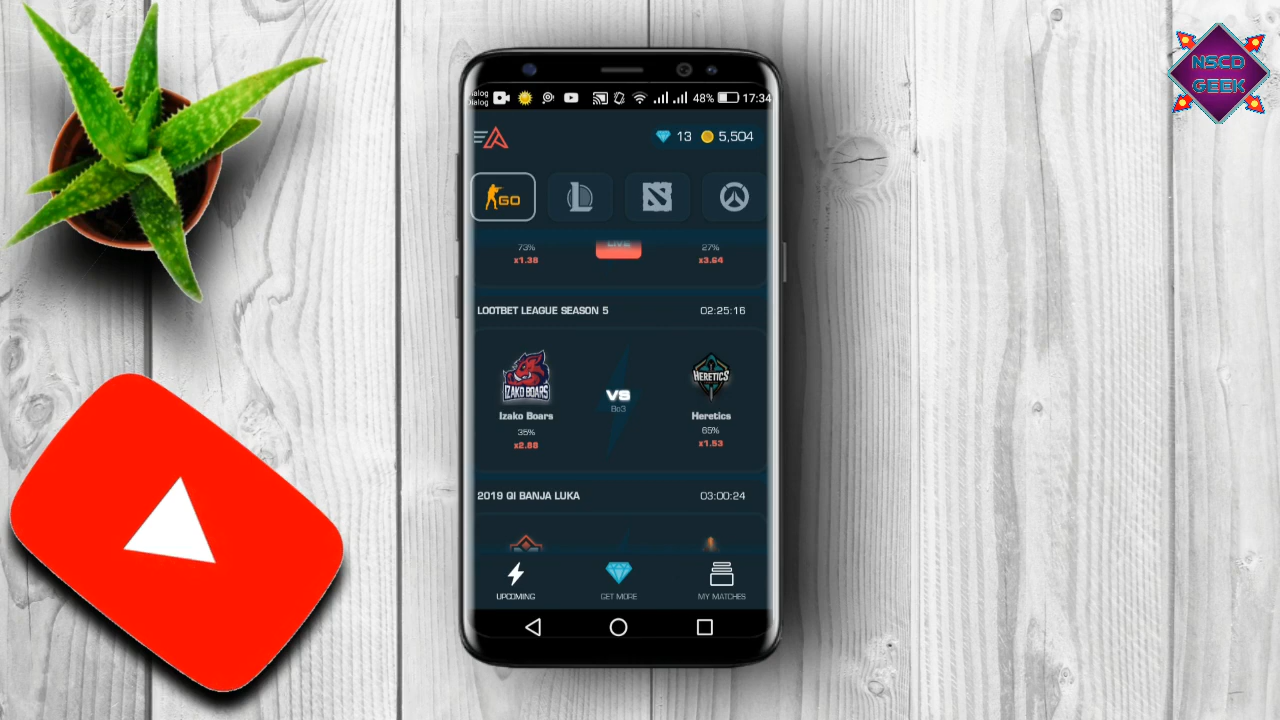 NSCD
GEEK
Dialog
48% 17:34
13 5,504
GO
LIVE
73% 27%
x1.38 x3.64
LOOTBET LEAGUE SEASON 5 02:25:16
IZAKO BOARS
HERETICS
VS
Bo3
Izako Boars Heretics
35% 65%
x2.88 x1.53
2019 QI BANJA LUKA 03:00:24
UPCOMING GET MORE MY MATCHES